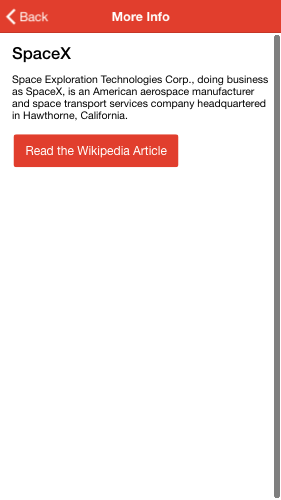 Back
More Info
SpaceX
Space Exploration Technologies Corp., doing business
as SpaceX, is an American aerospace manufacturer
and space transport services company headquartered
in Hawthorne, California.
Read the Wikipedia Article